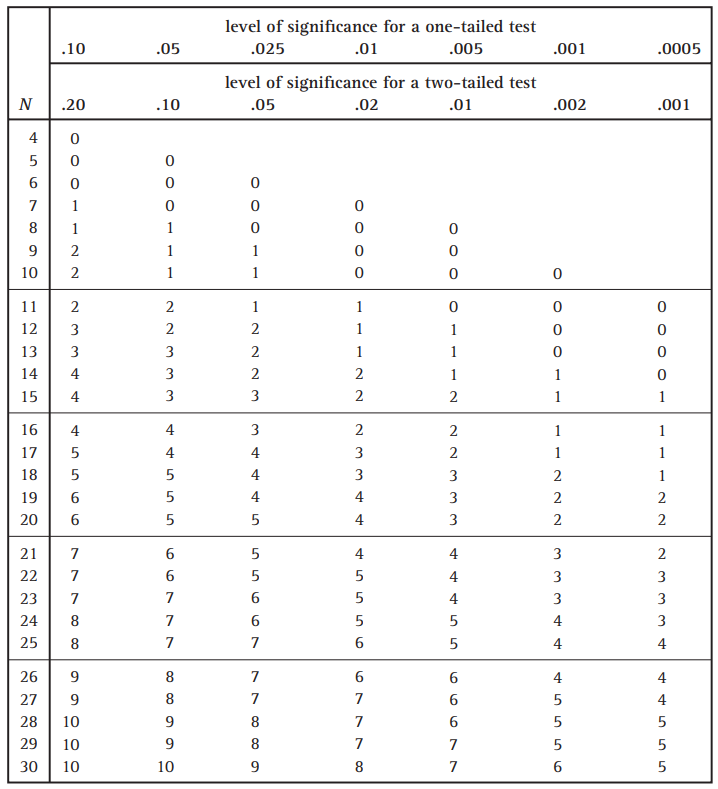 level of significance for a one-tailed test
.10 .05 .025 .01 .005 .001 .0005
level of significance for a two-tailed test
N .20 .10 .05 .02 .01 .002 .001
4 0
5 0 0
6 0 0 0
7 1 0 0 0
8 1 1 0 0 0
9 2 1 1 0 0
10 2 1 1 0 0 0
11 2 2 1 1 0 0 0
12 3 2 2 1 1 0 0
13 3 3 2 1 1 0 0
14 4 3 2 2 1 1 0
15 4 3 3 2 2 1 1
16 4 4 3 2 2 1 1
17 5 4 4 3 2 1 1
18 5 5 4 3 3 2 1
19 6 5 4 4 3 2 2
20 6 5 5 4 3 2 2
21 7 6 5 4 4 3 2
22 7 6 5 5 4 3 3
23 7 7 6 5 4 3 3
24 8 7 6 5 5 4 3
25 8 7 7 6 5 4 4
26 9 8 7 6 6 4 4
27 9 8 7 7 6 5 4
28 10 9 8 7 6 5 5
29 10 9 8 7 7 5 5
30 10 10 9 8 7 6 5